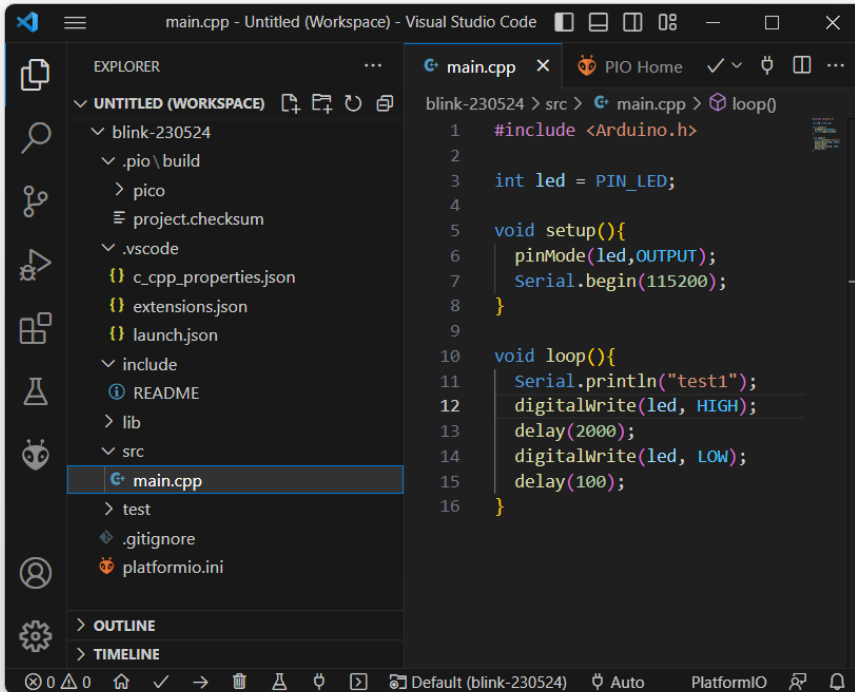 main.cpp - Untitled (Workspace) - Visual Studio Code
EXPLORER
UNTITLED (WORKSPACE)
blink-230524
.pio\build
pico
project.checksum
.vscode
c_cpp_properties.json
extensions.json
launch.json
include
README
lib
src
main.cpp
test
.gitignore
platformio.ini
OUTLINE
TIMELINE
main.cpp PIO Home
blink-230524 > src > main.cpp > loop()
1 #include <Arduino.h>
2
3 int led = PIN_LED;
4
5 void setup(){
6 pinMode(led,OUTPUT);
7 Serial.begin(115200);
8 }
9
10 void loop(){
11 Serial.println("test1");
12 digitalWrite(led, HIGH);
13 delay(2000);
14 digitalWrite(led, LOW);
15 delay(100);
16 }
0 0 Default (blink-230524) Auto PlatformIO